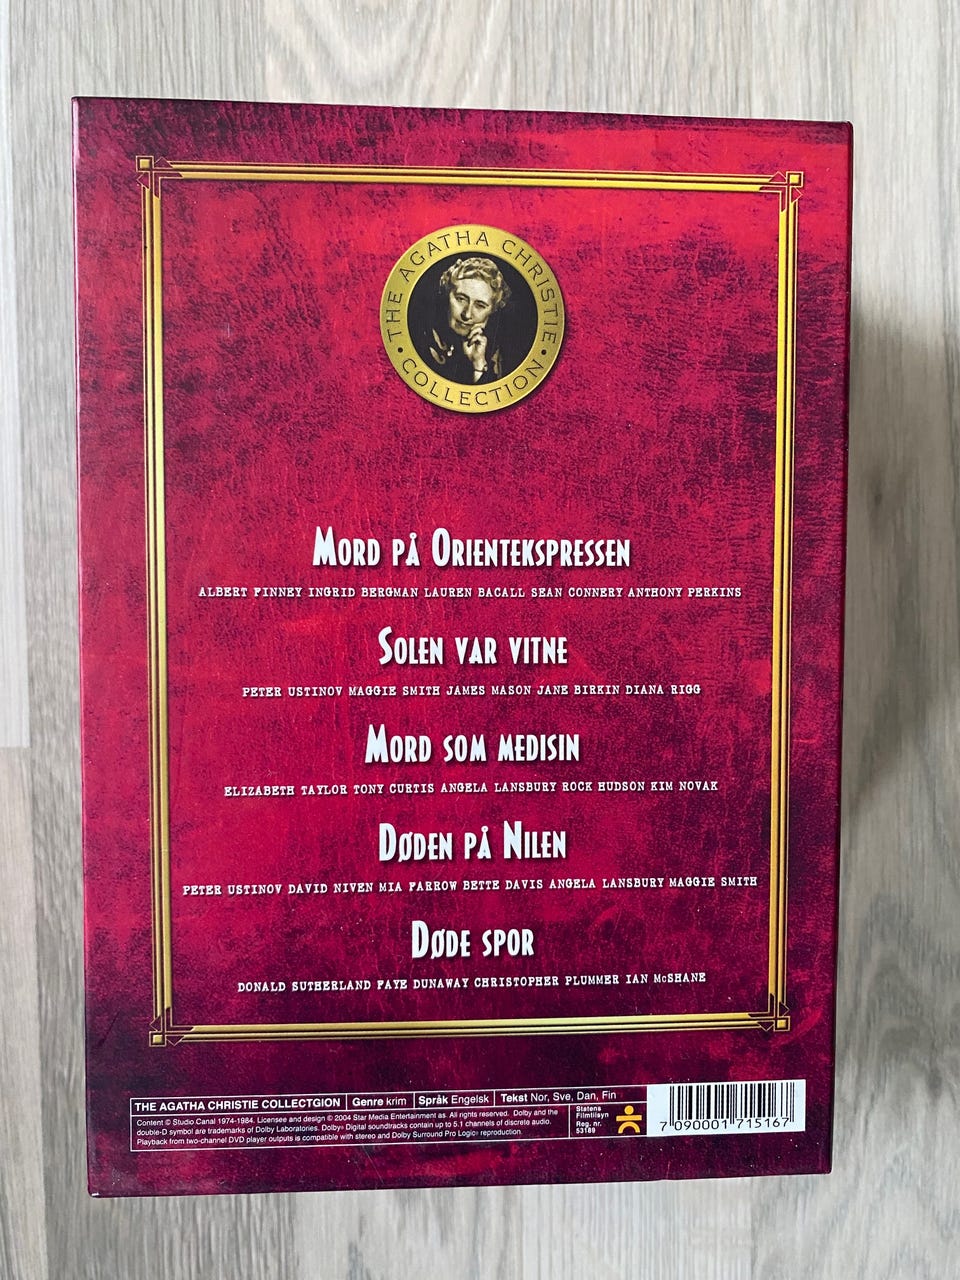 THE AGATHA CHRISTIE
• COLLECTION •
MORD PÅ ORIENTEKSPRESSEN
ALBERT FINNEY INGRID BERGMAN LAUREN BACALL SEAN CONNERY ANTHONY PERKINS
SOLEN VAR VITNE
PETER USTINOV MAGGIE SMITH JAMES MASON JANE BIRKIN DIANA RIGG
MORD SOM MEDISIN
ELIZABETH TAYLOR TONY CURTIS ANGELA LANSBURY ROCK HUDSON KIM NOVAK
DØDEN PÅ NILEN
PETER USTINOV DAVID NIVEN MIA FARROW BETTE DAVIS ANGELA LANSBURY MAGGIE SMITH
DØDE SPOR
DONALD SUTHERLAND FAYE DUNAWAY CHRISTOPHER PLUMMER IAN McSHANE
THE AGATHA CHRISTIE COLLECTGION Genre krim Språk Engelsk Tekst Nor, Sve, Dan, Fin
Content © Studio Canal 1974-1984. Licensee and design © 2004 Star Media Entertainment as. All rights reserved. Dolby and the
double-D symbol are trademarks of Dolby Laboratories. Dolby® Digital soundtracks contain up to 5.1 channels of discrete audio.
Playback from two-channel DVD player outputs is compatible with stereo and Dolby Surround Pro Logic® reproduction.
Statens
Filmtilsyn
Reg. nr.
53189
7 090001 715167